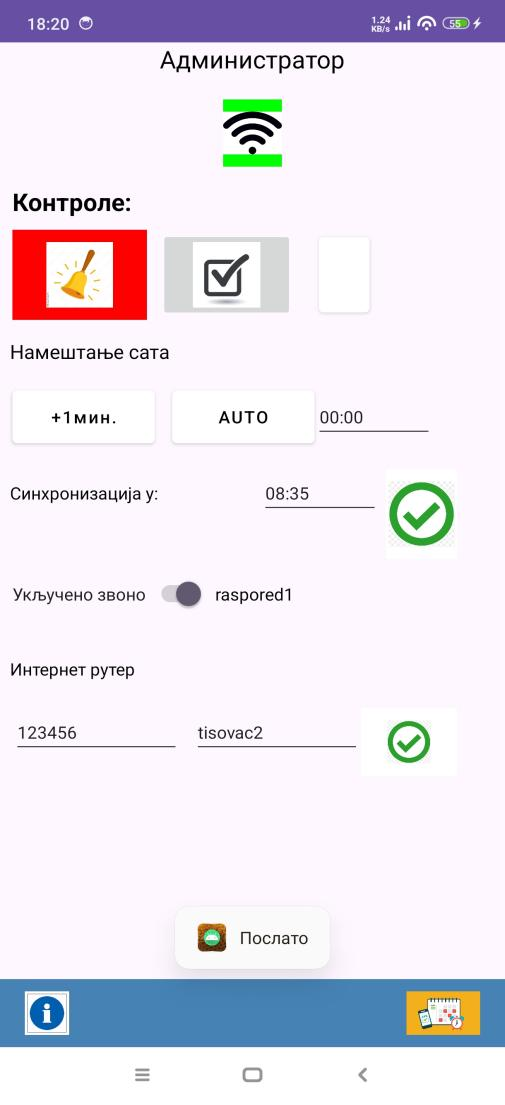 18:20 1.24 KB/s 55
Администратор
Контроле:
Намештање сата
+1мин. AUTO 00:00
Синхронизација у: 08:35
Укључено звоно raspored1
Интернет рутер
123456 tisovac2
Послато